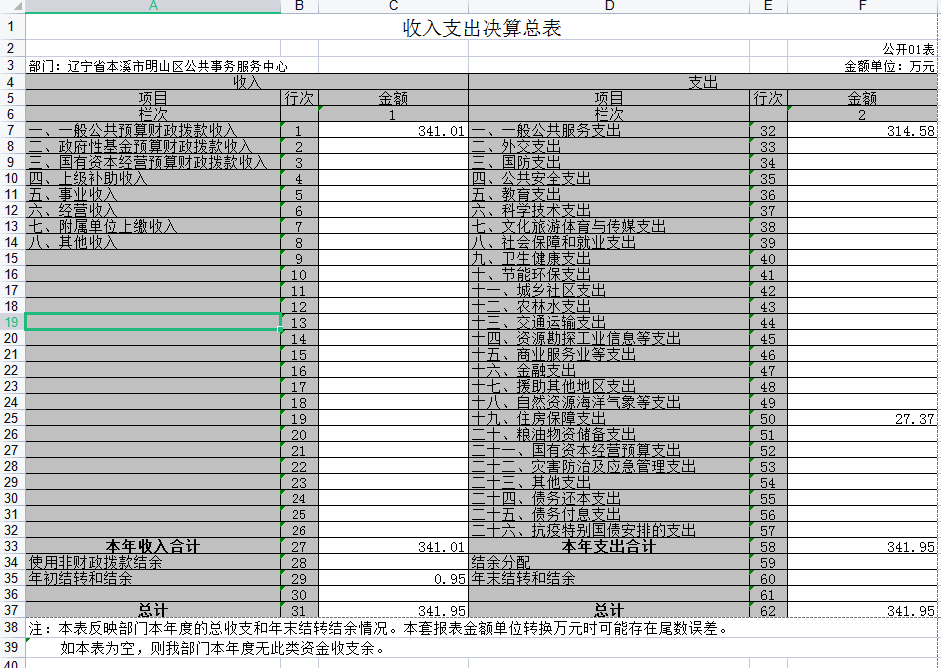 A B C D E F
1 收入支出决算总表
2 公开01表
3 部门：辽宁省本溪市明山区公共事务服务中心 金额单位：万元
4 收入 支出
5 项目 行次 金额 项目 行次 金额
6 栏次 1 栏次 2
7 一、一般公共预算财政拨款收入 1 341.01 一、一般公共服务支出 32 314.58
8 二、政府性基金预算财政拨款收入 2 二、外交支出 33
9 三、国有资本经营预算财政拨款收入 3 三、国防支出 34
10 四、上级补助收入 4 四、公共安全支出 35
11 五、事业收入 5 五、教育支出 36
12 六、经营收入 6 六、科学技术支出 37
13 七、附属单位上缴收入 7 七、文化旅游体育与传媒支出 38
14 八、其他收入 8 八、社会保障和就业支出 39
15 9 九、卫生健康支出 40
16 10 十、节能环保支出 41
17 11 十一、城乡社区支出 42
18 12 十二、农林水支出 43
19 13 十三、交通运输支出 44
20 14 十四、资源勘探工业信息等支出 45
21 15 十五、商业服务业等支出 46
22 16 十六、金融支出 47
23 17 十七、援助其他地区支出 48
24 18 十八、自然资源海洋气象等支出 49
25 19 十九、住房保障支出 50 27.37
26 20 二十、粮油物资储备支出 51
27 21 二十一、国有资本经营预算支出 52
28 22 二十二、灾害防治及应急管理支出 53
29 23 二十三、其他支出 54
30 24 二十四、债务还本支出 55
31 25 二十五、债务付息支出 56
32 26 二十六、抗疫特别国债安排的支出 57
33 本年收入合计 27 341.01 本年支出合计 58 341.95
34 使用非财政拨款结余 28 结余分配 59
35 年初结转和结余 29 0.95 年末结转和结余 60
36 30 61
37 总计 31 341.95 总计 62 341.95
38 注：本表反映部门本年度的总收支和年末结转结余情况。本套报表金额单位转换万元时可能存在尾数误差。
39 如本表为空，则我部门本年度无此类资金收支余。
40